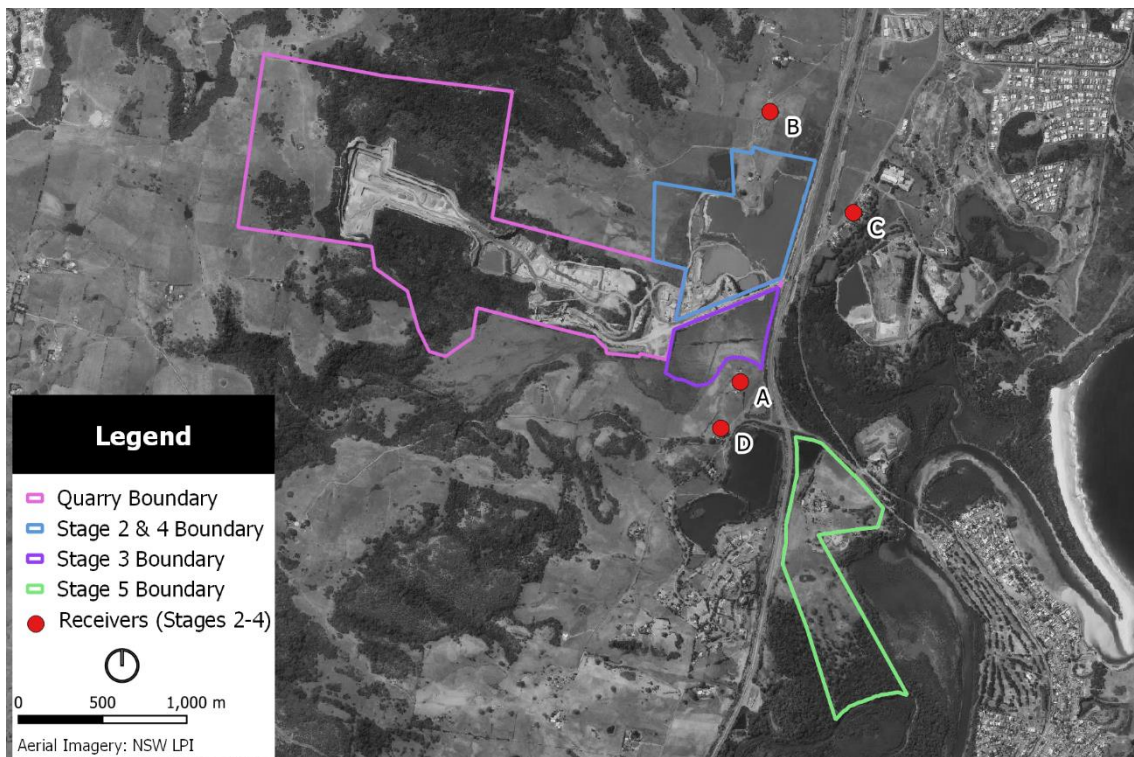 B
C
A
D
Legend
Quarry Boundary
Stage 2 & 4 Boundary
Stage 3 Boundary
Stage 5 Boundary
Receivers (Stages 2-4)
0 500 1,000 m
Aerial Imagery: NSW LPI